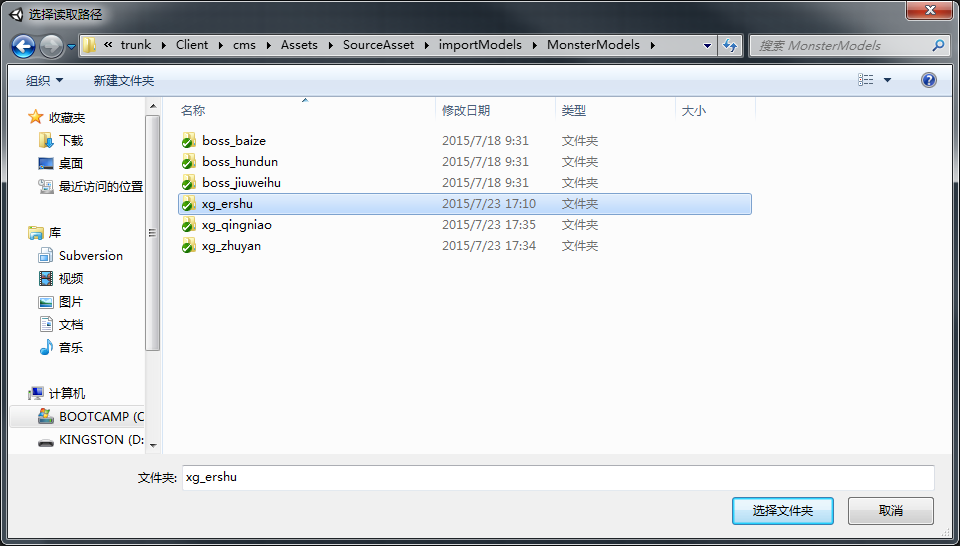 选择读取路径
« trunk Client cms Assets SourceAsset importModels MonsterModels
搜索 MonsterModels
组织 新建文件夹
名称 修改日期 类型 大小
收藏夹
下载
桌面
最近访问的位置
库
Subversion
视频
图片
文档
音乐
计算机
BOOTCAMP (C
KINGSTON (D:
boss_baize 2015/7/18 9:31 文件夹
boss_hundun 2015/7/18 9:31 文件夹
boss_jiuweihu 2015/7/18 9:31 文件夹
xg_ershu 2015/7/23 17:10 文件夹
xg_qingniao 2015/7/23 17:35 文件夹
xg_zhuyan 2015/7/23 17:34 文件夹
文件夹: xg_ershu
选择文件夹 取消